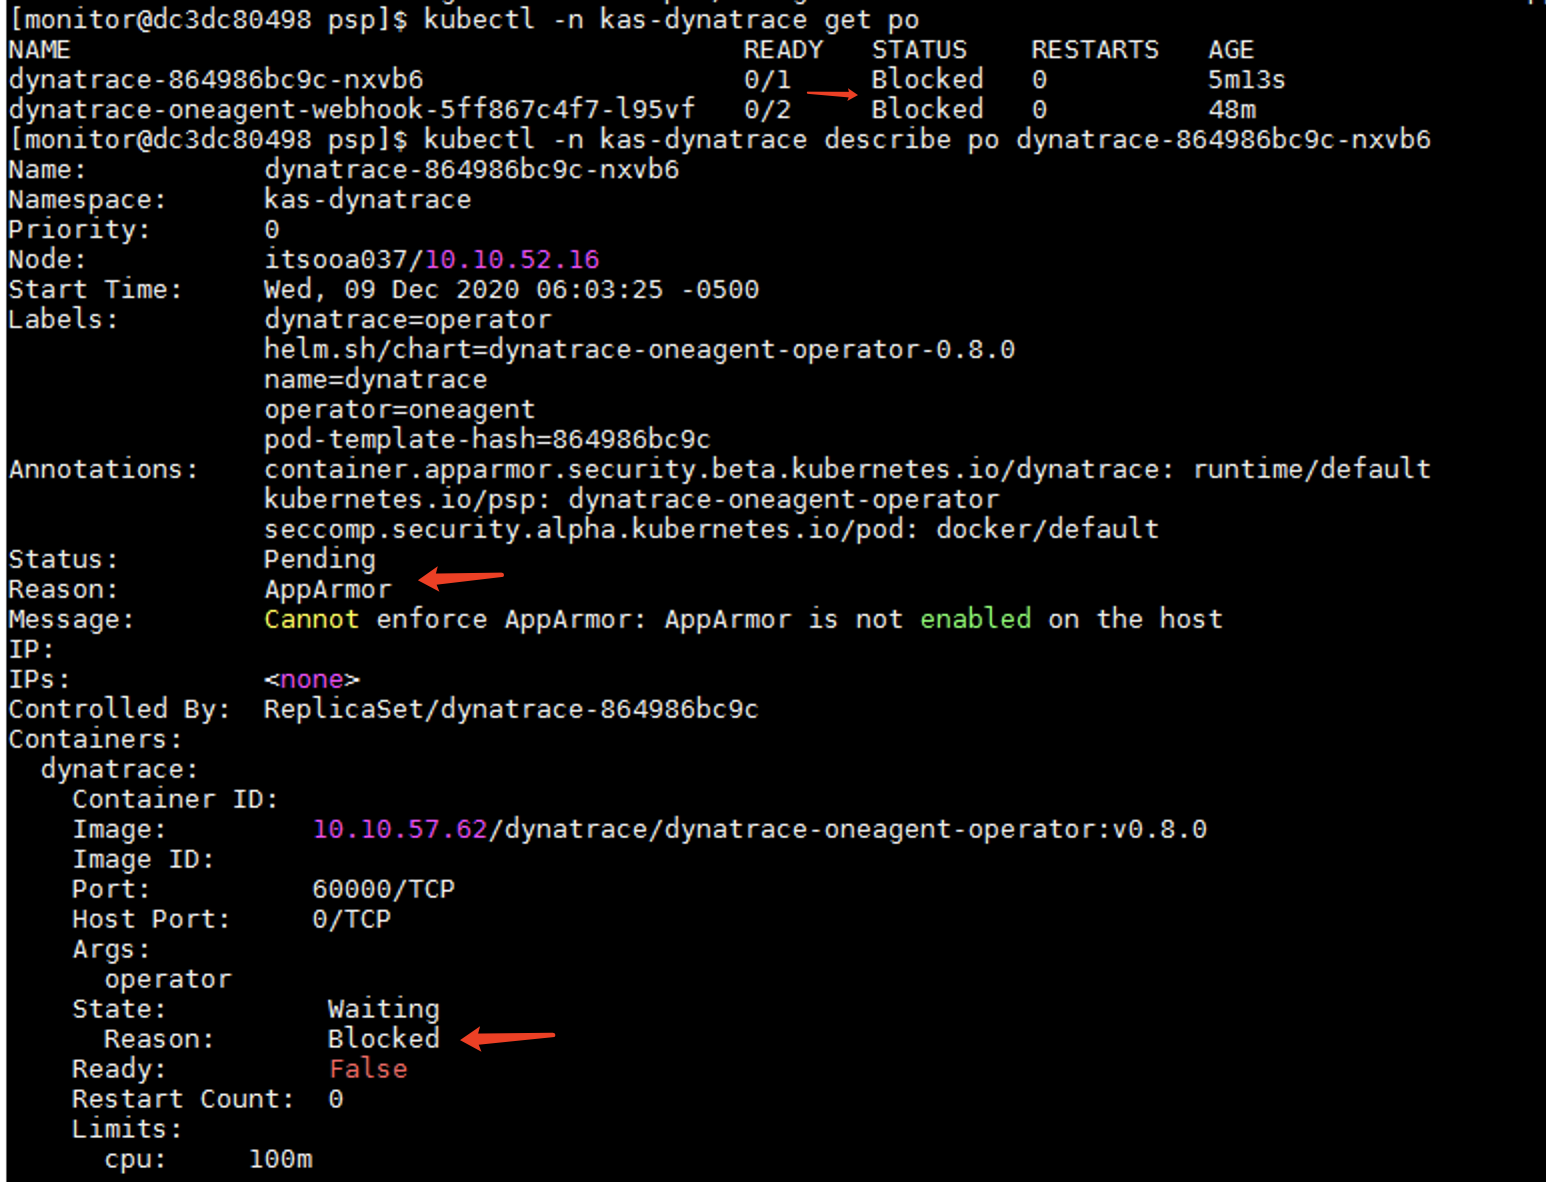 [monitor@dc3dc80498 psp]$ kubectl -n kas-dynatrace get po
NAME READY STATUS RESTARTS AGE
dynatrace-864986bc9c-nxvb6 0/1 Blocked 0 5m13s
dynatrace-oneagent-webhook-5ff867c4f7-l95vf 0/2 Blocked 0 48m
[monitor@dc3dc80498 psp]$ kubectl -n kas-dynatrace describe po dynatrace-864986bc9c-nxvb6
Name: dynatrace-864986bc9c-nxvb6
Namespace: kas-dynatrace
Priority: 0
Node: itsooa037/10.10.52.16
Start Time: Wed, 09 Dec 2020 06:03:25 -0500
Labels: dynatrace=operator
helm.sh/chart=dynatrace-oneagent-operator-0.8.0
name=dynatrace
operator=oneagent
pod-template-hash=864986bc9c
Annotations: container.apparmor.security.beta.kubernetes.io/dynatrace: runtime/default
kubernetes.io/psp: dynatrace-oneagent-operator
seccomp.security.alpha.kubernetes.io/pod: docker/default
Status: Pending
Reason: AppArmor
Message: Cannot enforce AppArmor: AppArmor is not enabled on the host
IP:
IPs: <none>
Controlled By: ReplicaSet/dynatrace-864986bc9c
Containers:
dynatrace:
Container ID:
Image: 10.10.57.62/dynatrace/dynatrace-oneagent-operator:v0.8.0
Image ID:
Port: 60000/TCP
Host Port: 0/TCP
Args:
operator
State: Waiting
Reason: Blocked
Ready: False
Restart Count: 0
Limits:
cpu: 100m